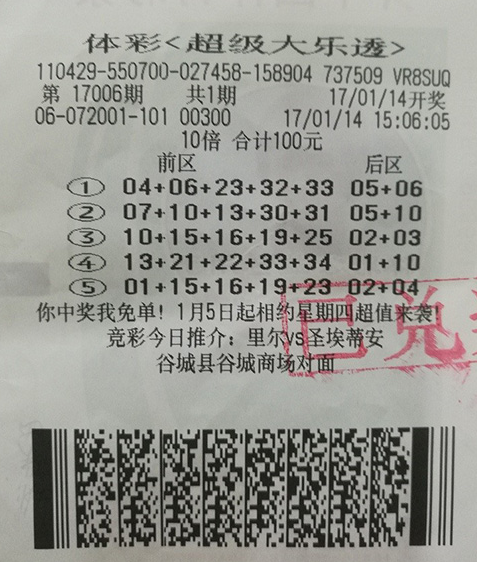 体彩<超级大乐透>
110429-550700-027458-158904 737509 VR8SUQ
第 17006期 共1期 17/01/14开奖
06-072001-101 00300 17/01/14 15:06:05
10倍 合计100元
前区 后区
① 04+06+23+32+33 05+06
② 07+10+13+30+31 05+10
③ 10+15+16+19+25 02+03
④ 13+21+22+33+34 01+10
⑤ 01+15+16+19+23 02+04
你中奖我免单! 1月5日起相约星期四超值来袭!
竞彩今日推介: 里尔vs圣埃蒂安
谷城县谷城商场对面
已兑